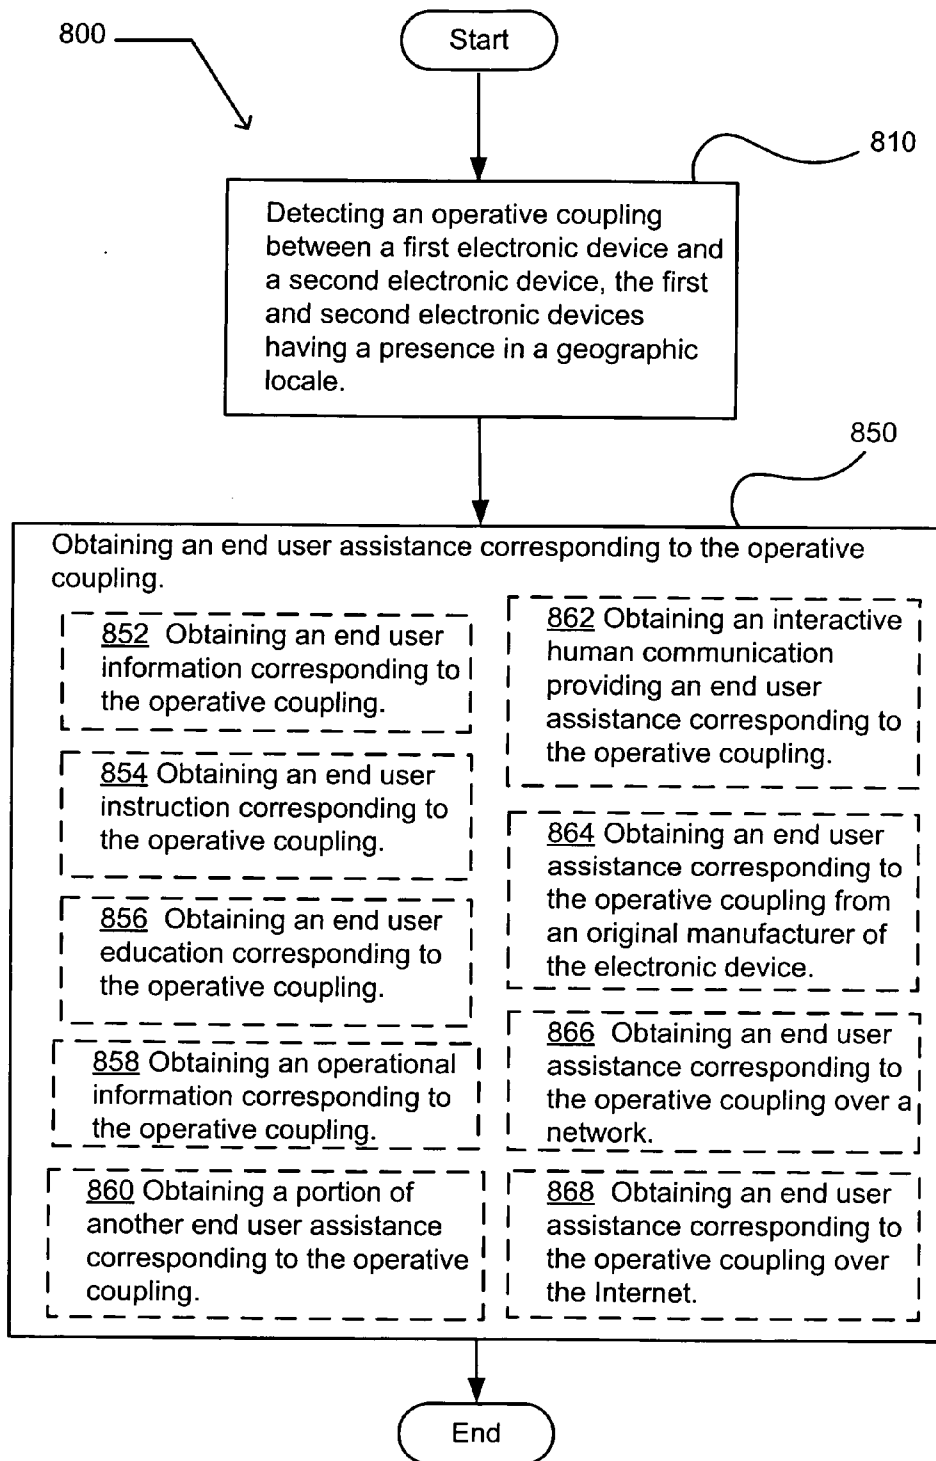 800
Start
810
Detecting an operative coupling
between a first electronic device and
a second electronic device, the first
and second electronic devices
having a presence in a geographic
locale.
850
Obtaining an end user assistance corresponding to the operative
coupling.
852 Obtaining an end user
information corresponding to
the operative coupling.
854 Obtaining an end user
instruction corresponding to
the operative coupling.
856 Obtaining an end user
education corresponding to
the operative coupling.
858 Obtaining an operational
information corresponding to
the operative coupling.
860 Obtaining a portion of
another end user assistance
corresponding to the operative
coupling.
862 Obtaining an interactive
human communication
providing an end user
assistance corresponding to
the operative coupling.
864 Obtaining an end user
assistance corresponding to
the operative coupling from
an original manufacturer of
the electronic device.
866 Obtaining an end user
assistance corresponding to
the operative coupling over a
network.
868 Obtaining an end user
assistance corresponding to
the operative coupling over
the Internet.
End